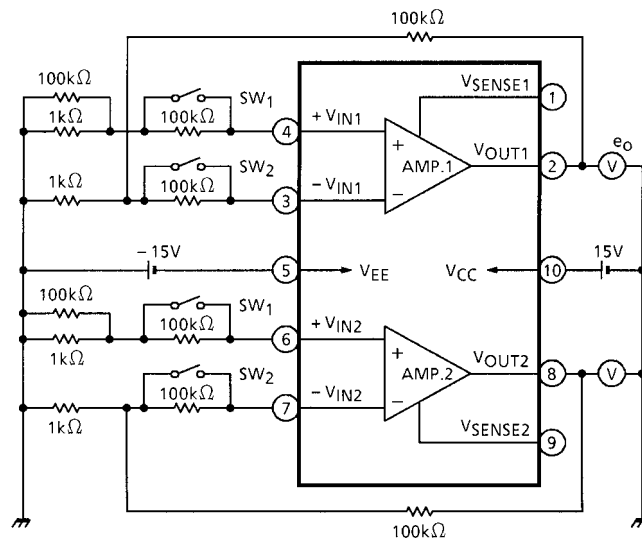 100kΩ
100kΩ
SW1
VSENSE1
1
1kΩ
100kΩ
4
+VIN1
eo
SW2
+
AMP.1
VOUT1
2
V
1kΩ
100kΩ
3
−VIN1
−
−15V
15V
5
VEE
VCC
10
100kΩ
SW1
100kΩ
6
+VIN2
1kΩ
SW2
+
AMP.2
VOUT2
8
V
100kΩ
7
−VIN2
−
1kΩ
VSENSE2
9
100kΩ